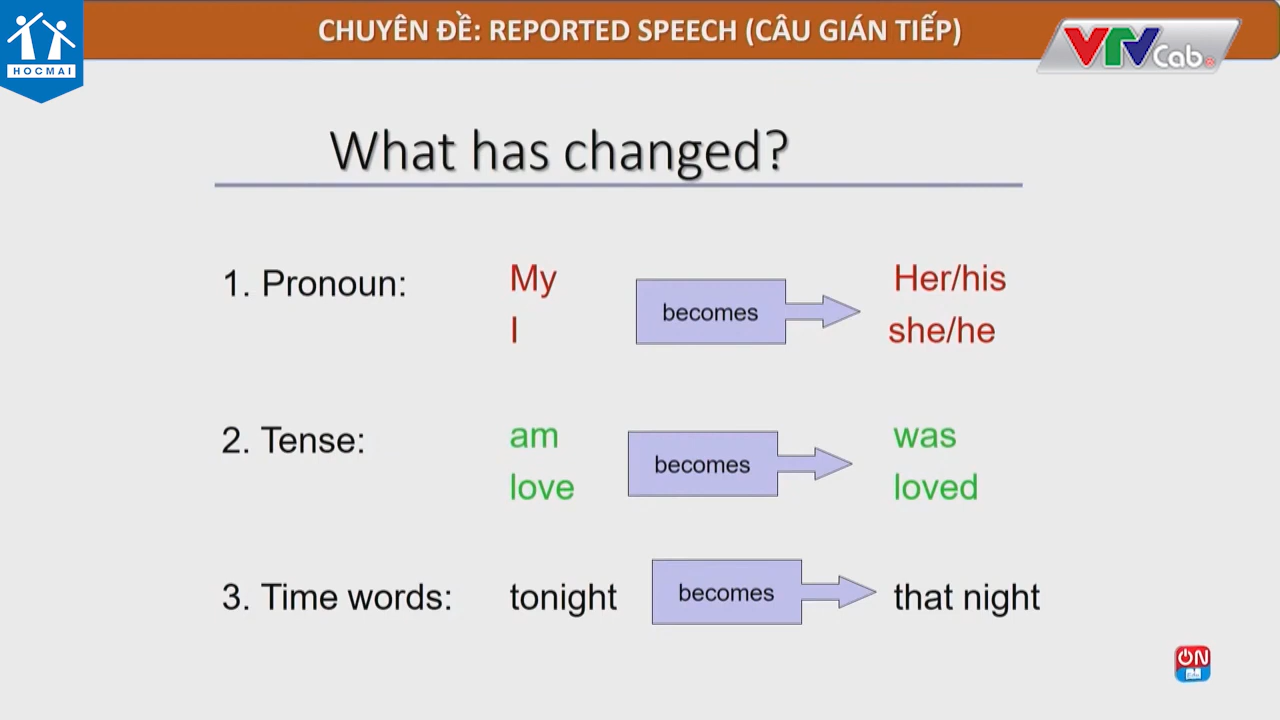 CHUYÊN ĐỀ: REPORTED SPEECH (CÂU GIÁN TIẾP)
HOCMAI
VTVCab
What has changed?
1. Pronoun: My becomes Her/his
I she/he
2. Tense: am becomes was
love loved
3. Time words: tonight becomes that night
ON
Edu